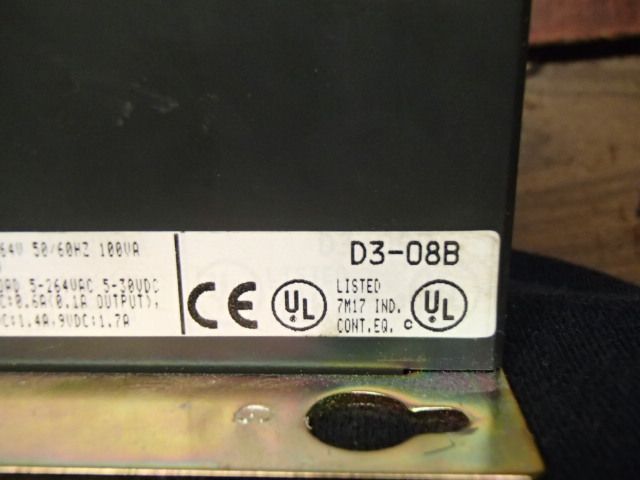 64V 50/60HZ 100VA
5-264VAC 5-30VDC
C:0.6A(0.1A OUTPUT),
DC:1.4A,9VDC:1.7A
D3-08B
CE UL LISTED
7M17 IND.
CONT.EQ. c UL